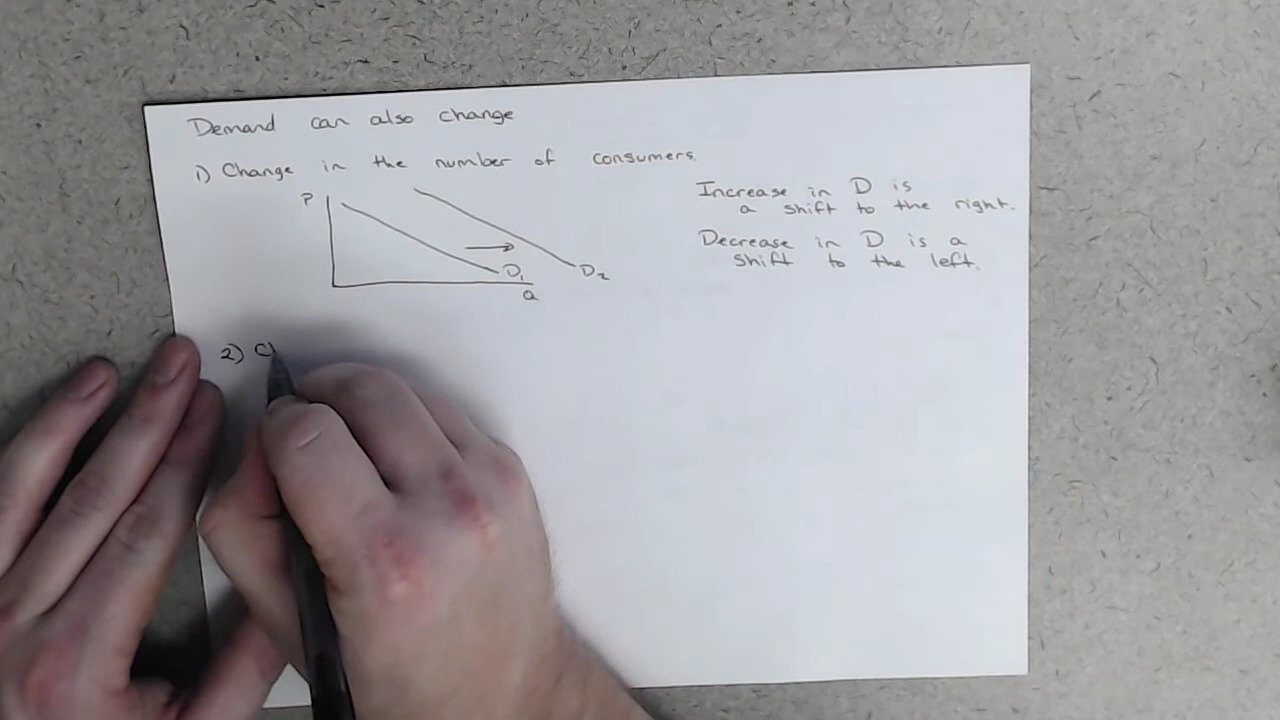 Demand can also change
1) Change in the number of consumers.
Increase in D is
a shift to the right.
Decrease in D is a
shift to the left.
P
D1
D2
Q
2) Ch